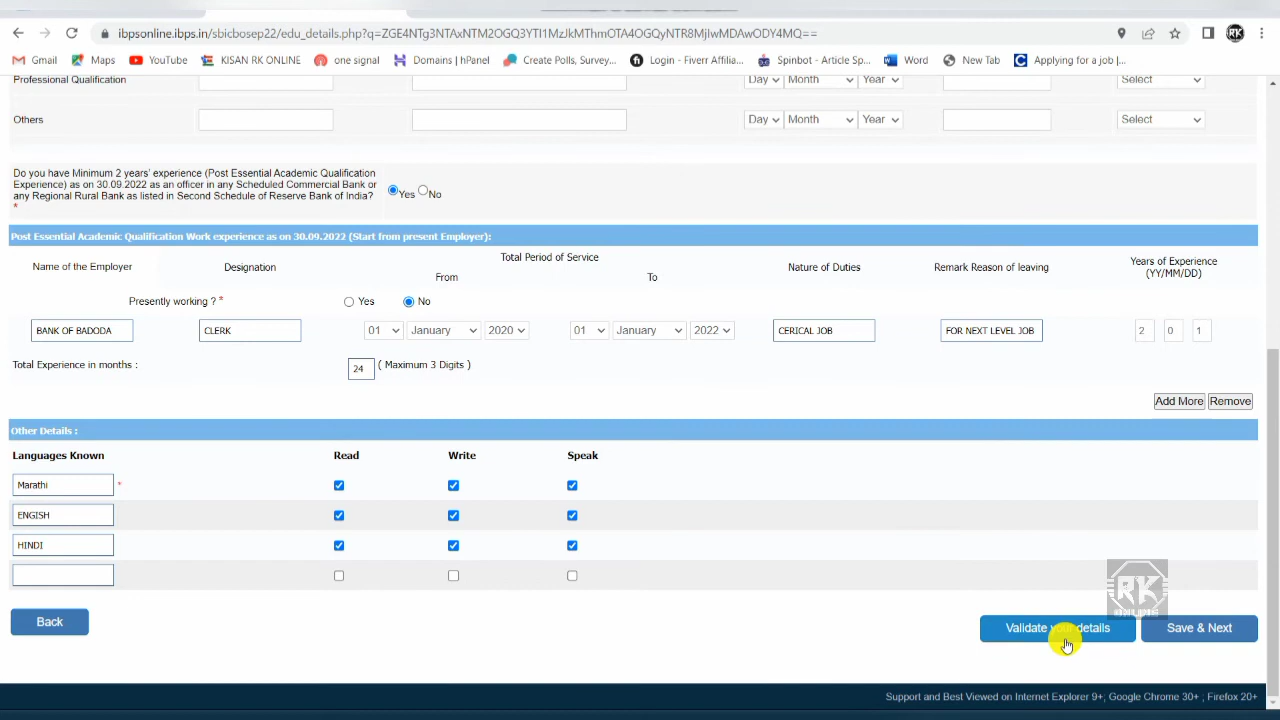 ibpsonline.ibps.in/sbicbosep22/edu_details.php?q=ZGE4NTg3NTAxNTM2OGQ3YTI1MzJkMThmOTA4OGQyNTR8MjIwMDAwODY4MQ==
Gmail Maps YouTube KISAN RK ONLINE one signal Domains | hPanel Create Polls, Survey... Login - Fiverr Affilia... Spinbot - Article Sp... Word New Tab Applying for a job |...
Professional Qualification Day Month Year Select
Others Day Month Year Select
Do you have Minimum 2 years' experience (Post Essential Academic Qualification
Experience) as on 30.09.2022 as an officer in any Scheduled Commercial Bank or
any Regional Rural Bank as listed in Second Schedule of Reserve Bank of India? Yes No
*
Post Essential Academic Qualification Work experience as on 30.09.2022 (Start from present Employer):
Name of the Employer Designation Total Period of Service Nature of Duties Remark Reason of leaving Years of Experience
(YY/MM/DD)
From To
Presently working ? * Yes No
BANK OF BADODA CLERK 01 January 2020 01 January 2022 CERICAL JOB FOR NEXT LEVEL JOB 2 0 1
Total Experience in months : 24 ( Maximum 3 Digits )
Add More Remove
Other Details :
Languages Known Read Write Speak
Marathi *
ENGISH
HINDI
RK
ONLINE
Back Validate your details Save & Next
Support and Best Viewed on Internet Explorer 9+, Google Chrome 30+ , Firefox 20+